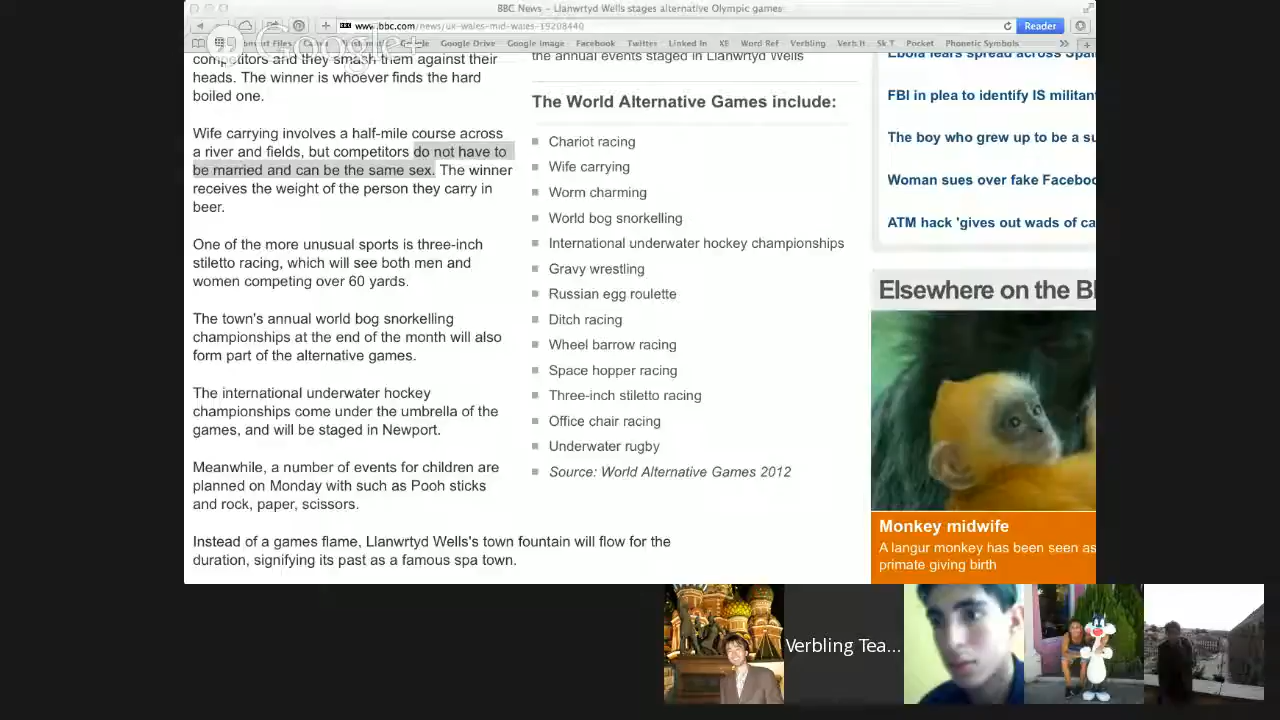 BBC News – Llanwrtyd Wells stages alternative Olympic games
www.bbc.com/news/uk-wales-mid-wales-19208440
Reader
Google+
Google Drive
Google Image
Facebook
Twitter
Linked In
XE
Word Ref
Verbling
Verb.It
Sk T
Pocket
Phonetic Symbols
competitors and they smash them against their
heads. The winner is whoever finds the hard
boiled one.
Wife carrying involves a half-mile course across
a river and fields, but competitors do not have to
be married and can be the same sex. The winner
receives the weight of the person they carry in
beer.
One of the more unusual sports is three-inch
stiletto racing, which will see both men and
women competing over 60 yards.
The town's annual world bog snorkelling
championships at the end of the month will also
form part of the alternative games.
The international underwater hockey
championships come under the umbrella of the
games, and will be staged in Newport.
Meanwhile, a number of events for children are
planned on Monday with such as Pooh sticks
and rock, paper, scissors.
Instead of a games flame, Llanwrtyd Wells's town fountain will flow for the
duration, signifying its past as a famous spa town.
the annual events staged in Llanwrtyd Wells
The World Alternative Games include:
Chariot racing
Wife carrying
Worm charming
World bog snorkelling
International underwater hockey championships
Gravy wrestling
Russian egg roulette
Ditch racing
Wheel barrow racing
Space hopper racing
Three-inch stiletto racing
Office chair racing
Underwater rugby
Source: World Alternative Games 2012
Ebola fears spread across Spai
FBI in plea to identify IS militan
The boy who grew up to be a su
Woman sues over fake Faceboo
ATM hack 'gives out wads of ca
Elsewhere on the B
Monkey midwife
A langur monkey has been seen as
primate giving birth
Verbling Tea...